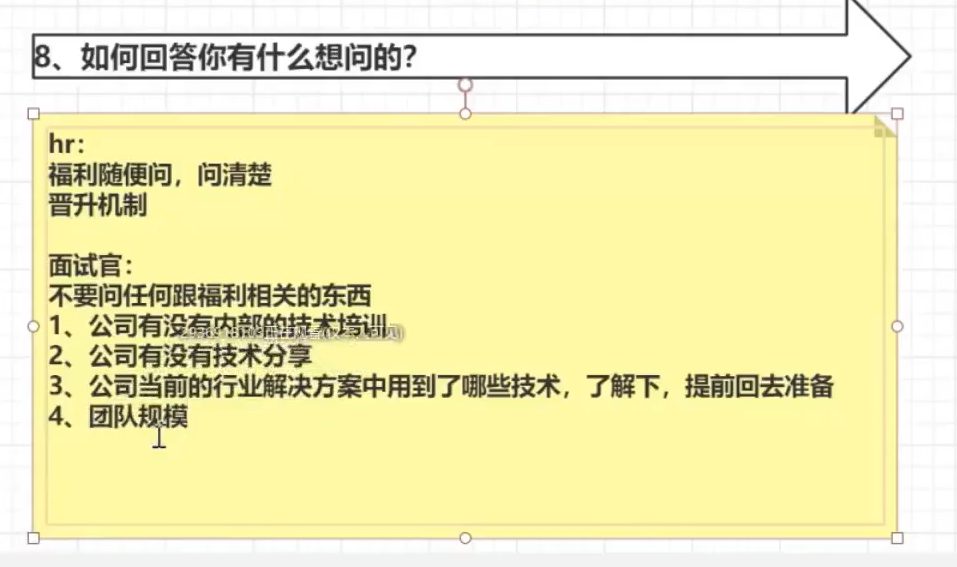 8、如何回答你有什么想问的？
hr：
福利随便问，问清楚
晋升机制
面试官：
不要问任何跟福利相关的东西
1、公司有没有内部的技术培训
2、公司有没有技术分享
3、公司当前的行业解决方案中用到了哪些技术，了解下，提前回去准备
4、团队规模